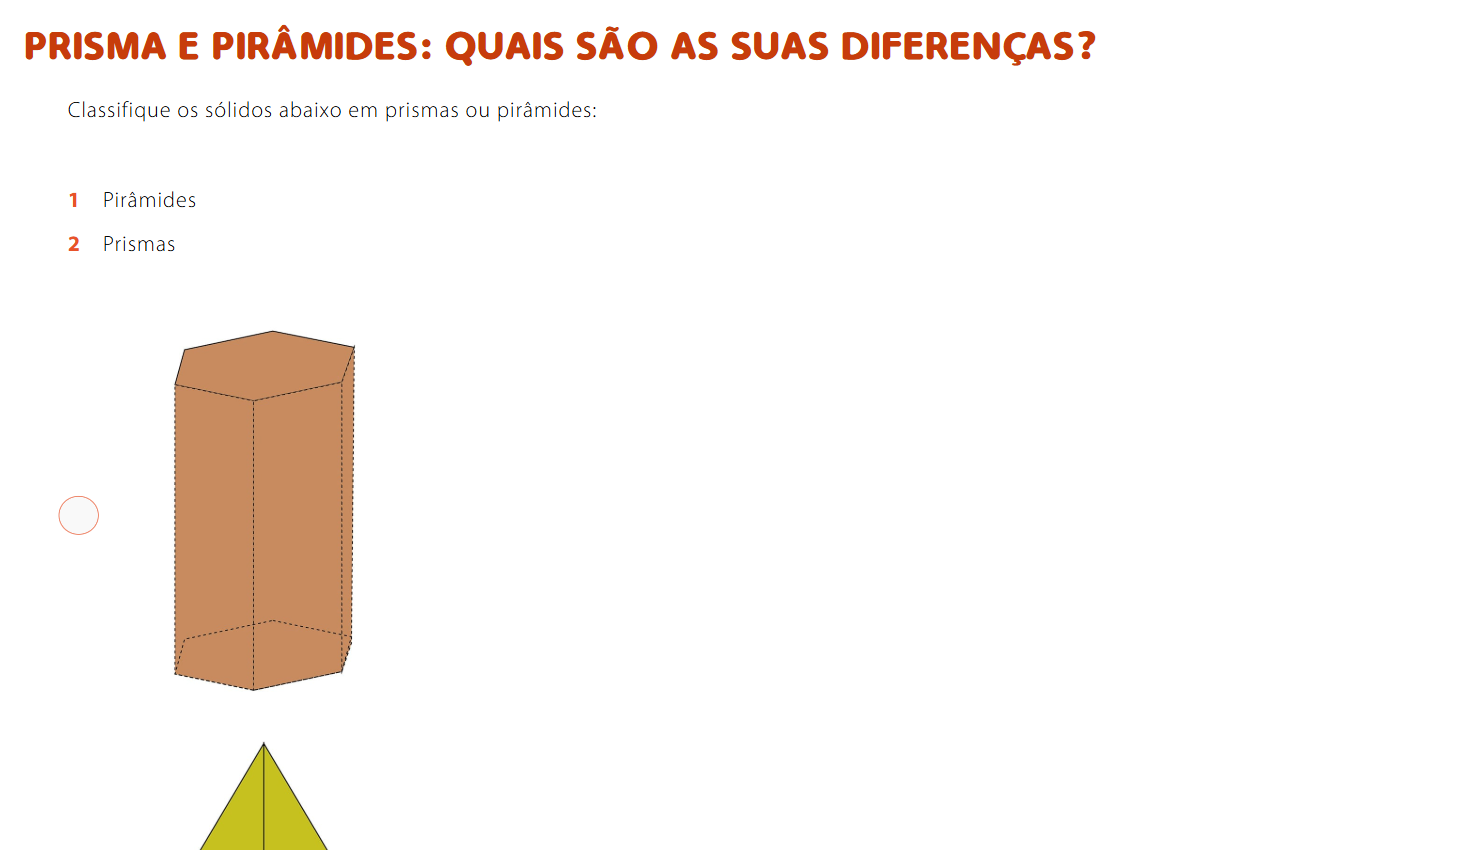 PRISMA E PIRÂMIDES: QUAIS SÃO AS SUAS DIFERENÇAS?
Classifique os sólidos abaixo em prismas ou pirâmides:
1 Pirâmides
2 Prismas